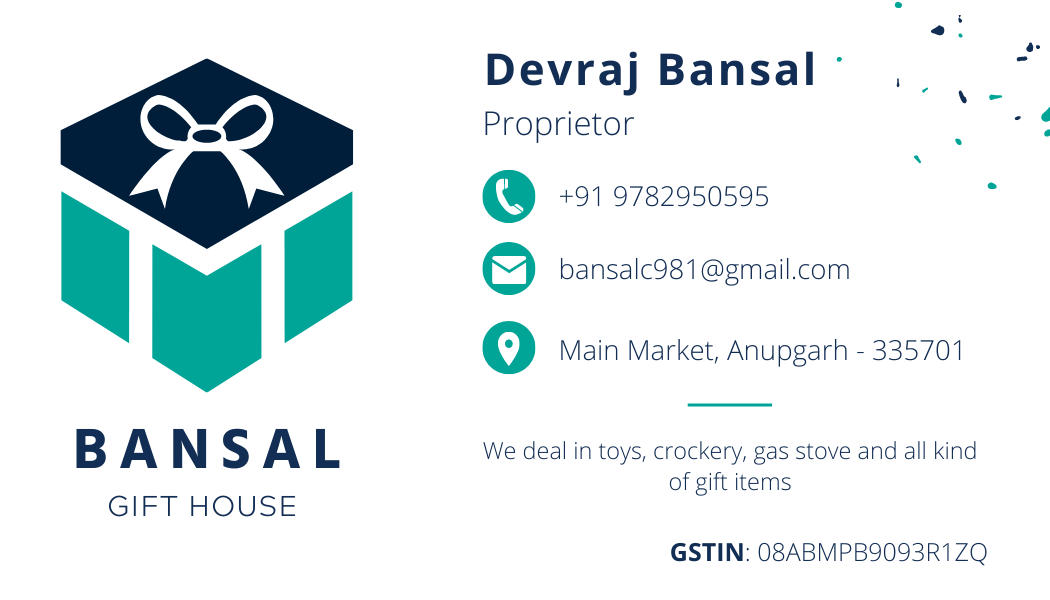 Devraj Bansal
Proprietor
+91 9782950595
bansalc981@gmail.com
Main Market, Anupgarh - 335701
BANSAL
GIFT HOUSE
We deal in toys, crockery, gas stove and all kind
of gift items
GSTIN: 08ABMPB9093R1ZQ